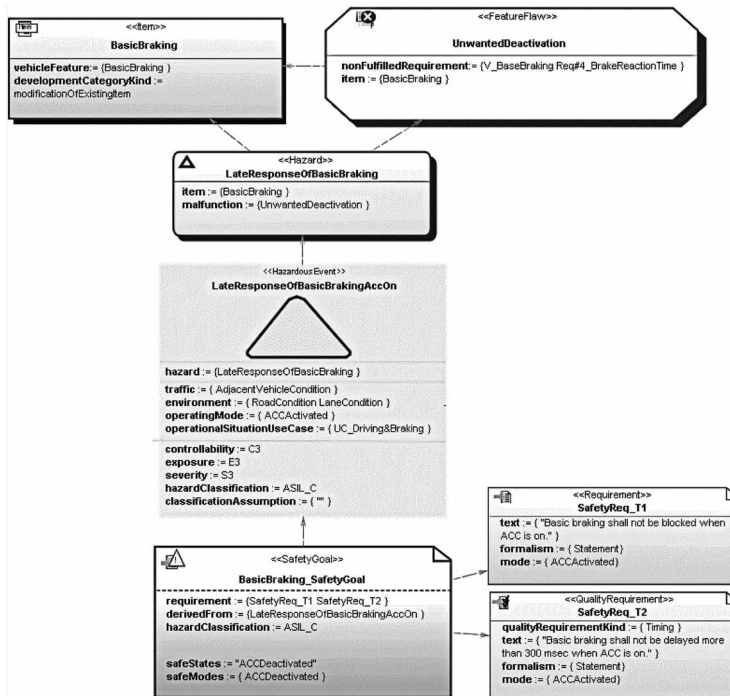 <<Item>>
BasicBraking
vehicleFeature:= {BasicBraking }
developmentCategoryKind :=
modificationOfExistingItem
<<FeatureFlaw>>
UnwantedDeactivation
nonFulfilledRequirement := {V_BaseBraking Req#4_BrakeReactionTime }
item := {BasicBraking }
<<Hazard>>
LateResponseOfBasicBraking
item := {BasicBraking }
malfunction := {UnwantedDeactivation }
<<HazardousEvent>>
LateResponseOfBasicBrakingAccOn
hazard := {LateResponseOfBasicBraking }
traffic := { AdjacentVehicleCondition }
environment := { RoadCondition LaneCondition }
operatingMode := { ACCActivated }
operationalSituationUseCase := { UC_Driving&Braking }
controllability := C3
exposure := E3
severity := S3
hazardClassification := ASIL_C
classificationAssumption := { "" }
<<SafetyGoal>>
BasicBraking_SafetyGoal
requirement := {SafetyReq_T1 SafetyReq_T2 }
derivedFrom := {LateResponseOfBasicBrakingAccOn }
hazardClassification := ASIL_C
safeStates := "ACCDeactivated"
safeModes := { ACCDeactivated }
<<Requirement>>
SafetyReq_T1
text := { "Basic braking shall not be blocked when
ACC is on." }
formalism := { Statement}
mode := { ACCActivated}
<<QualityRequirement>>
SafetyReq_T2
qualityRequirementKind := { Timing }
text := { "Basic braking shall not be delayed more
than 300 msec when ACC is on." }
formalism := { Statement}
mode := { ACCActivated}